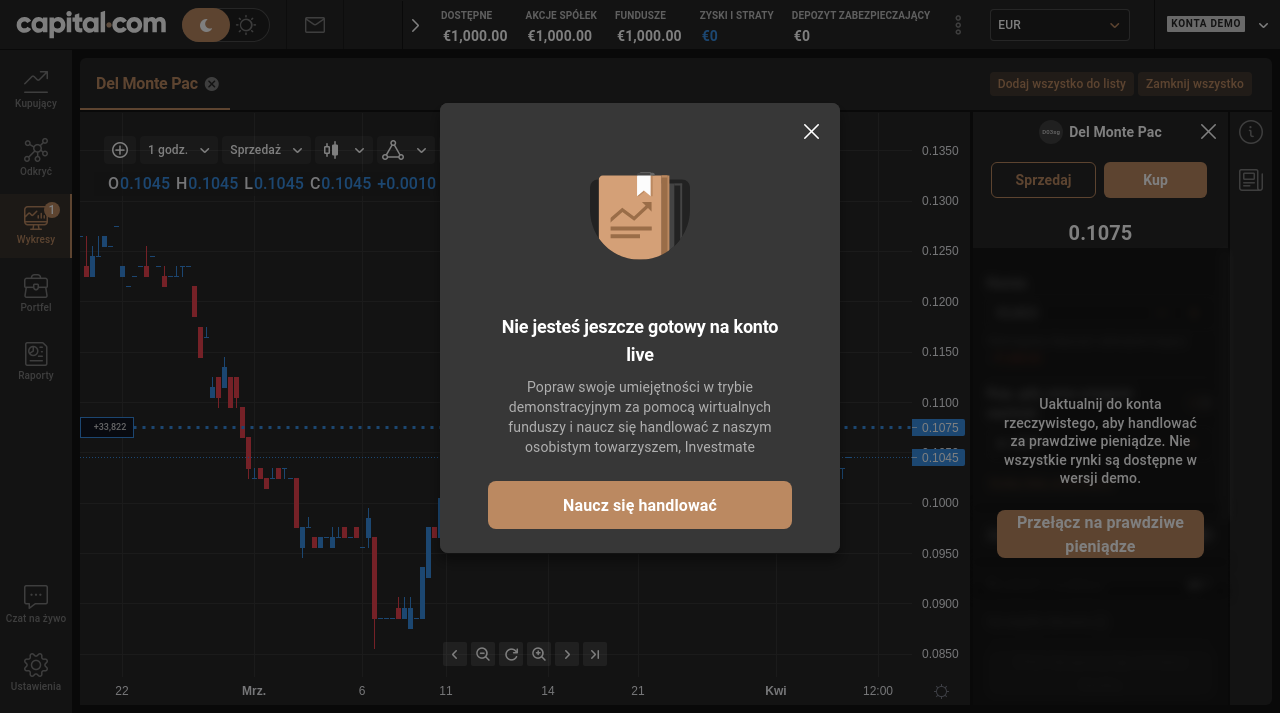 capital.com
DOSTĘPNE
€1,000.00
AKCJE SPÓŁEK
€1,000.00
FUNDUSZE
€1,000.00
ZYSKI I STRATY
€0
DEPOZYT ZABEZPIECZAJĄCY
€0
EUR
KONTO DEMO
Kupujący
Odkryć
1
Wykresy
Portfel
Raporty
Czat na żywo
Ustawienia
Del Monte Pac
Dodaj wszystko do listy
Zamknij wszystko
1 godz.
Sprzedaż
O0.1045 H0.1045 L0.1045 C0.1045 +0.0010
+33,822
0.1350
0.1300
0.1250
0.1200
0.1150
0.1100
0.1075
0.1045
0.1000
0.0950
0.0900
0.0850
22
Mrz.
6
11
14
21
Kwi
12:00
Nie jesteś jeszcze gotowy na konto
live
Popraw swoje umiejętności w trybie
demonstracyjnym za pomocą wirtualnych
funduszy i naucz się handlować z naszym
osobistym towarzyszem, Investmate
Naucz się handlować
Del Monte Pac
Sprzedaj
Kup
0.1075
Uaktualnij do konta
rzeczywistego, aby handlować
za prawdziwe pieniądze. Nie
wszystkie rynki są dostępne w
wersji demo.
Przełącz na prawdziwe
pieniądze